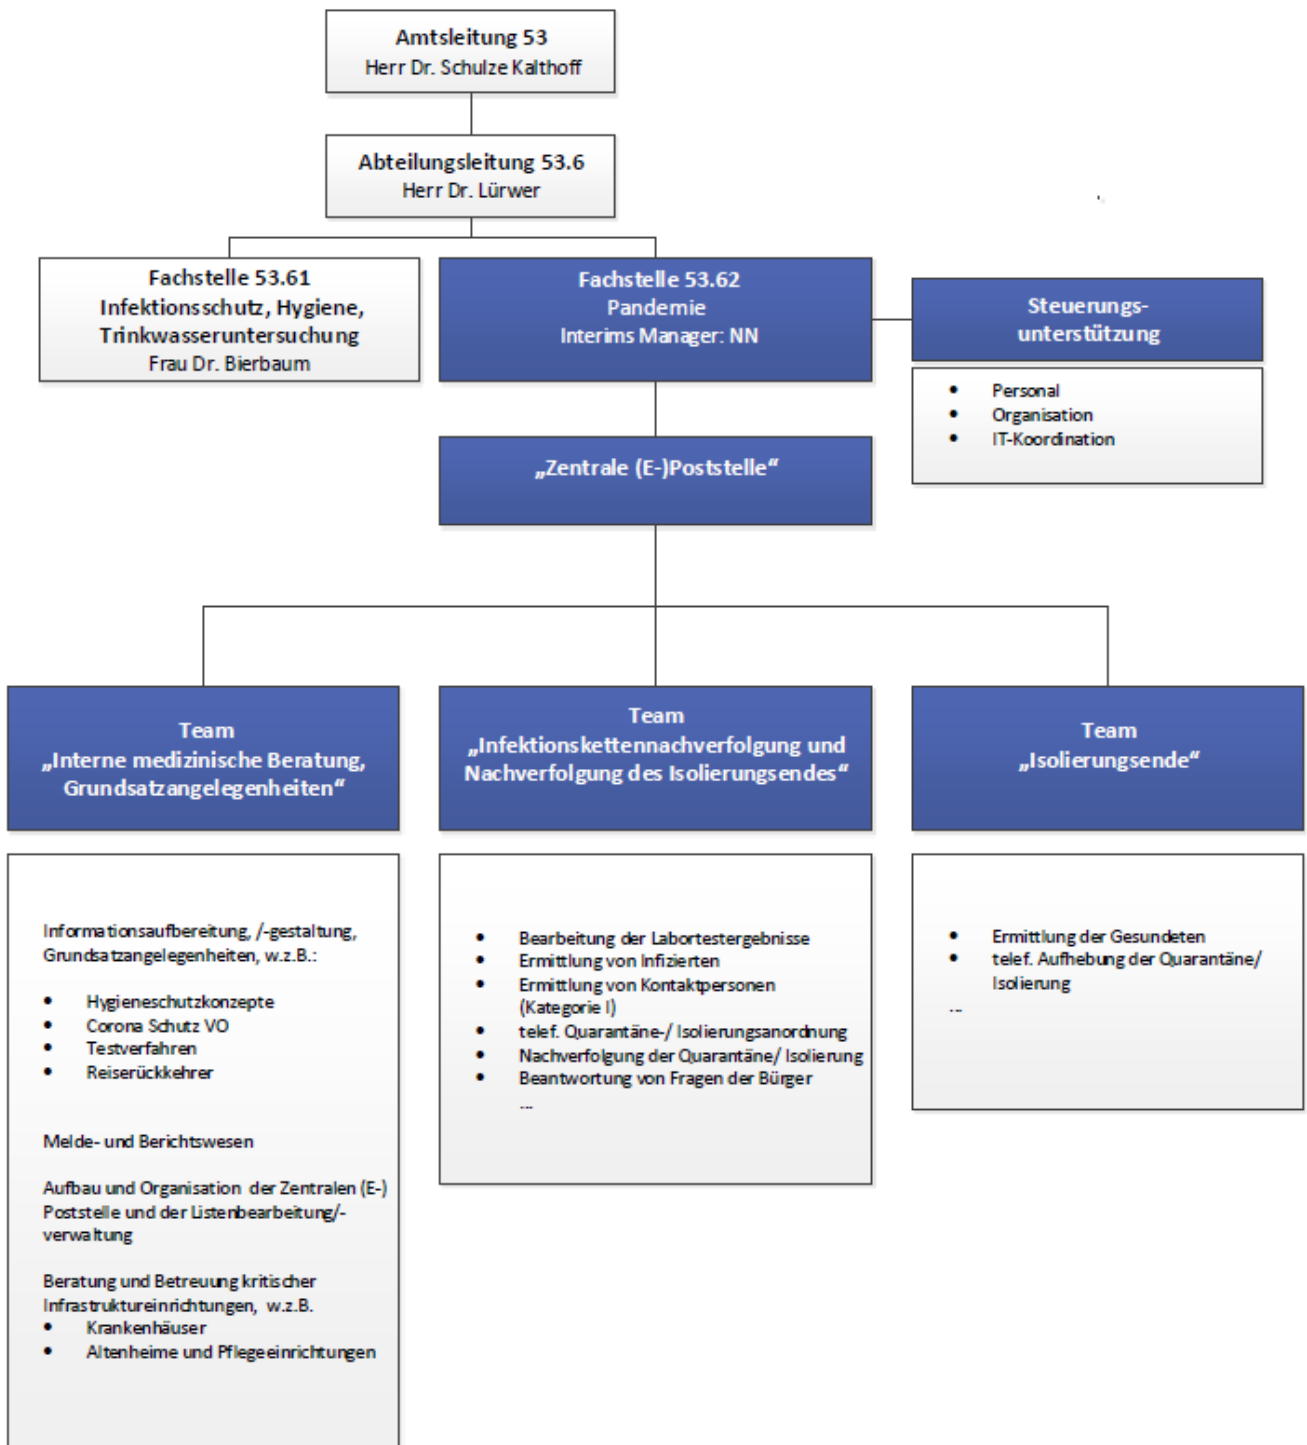 Amtsleitung 53
Herr Dr. Schulze Kalthoff
Abteilungsleitung 53.6
Herr Dr. Lürwer
Fachstelle 53.61
Infektionsschutz, Hygiene,
Trinkwasseruntersuchung
Frau Dr. Bierbaum
Fachstelle 53.62
Pandemie
Interims Manager: NN
Steuerungs-
unterstützung
• Personal
• Organisation
• IT-Koordination
„Zentrale (E-)Poststelle“
Team
„Interne medizinische Beratung,
Grundsatzangelegenheiten“
Team
„Infektionskettennachverfolgung und
Nachverfolgung des Isolierungsendes“
Team
„Isolierungsende“
Informationsaufbereitung, /-gestaltung,
Grundsatzangelegenheiten, w.z.B.:
• Hygieneschutzkonzepte
• Corona Schutz VO
• Testverfahren
• Reiserückkehrer
Melde- und Berichtswesen
Aufbau und Organisation der Zentralen (E-)
Poststelle und der Listenbearbeitung/-
verwaltung
Beratung und Betreuung kritischer
Infrastruktureinrichtungen, w.z.B.
• Krankenhäuser
• Altenheime und Pflegeeinrichtungen
• Bearbeitung der Labortestergebnisse
• Ermittlung von Infizierten
• Ermittlung von Kontaktpersonen
(Kategorie I)
• telef. Quarantäne-/ Isolierungsanordnung
• Nachverfolgung der Quarantäne/ Isolierung
• Beantwortung von Fragen der Bürger
...
• Ermittlung der Gesundeten
• telef. Aufhebung der Quarantäne/
Isolierung
...